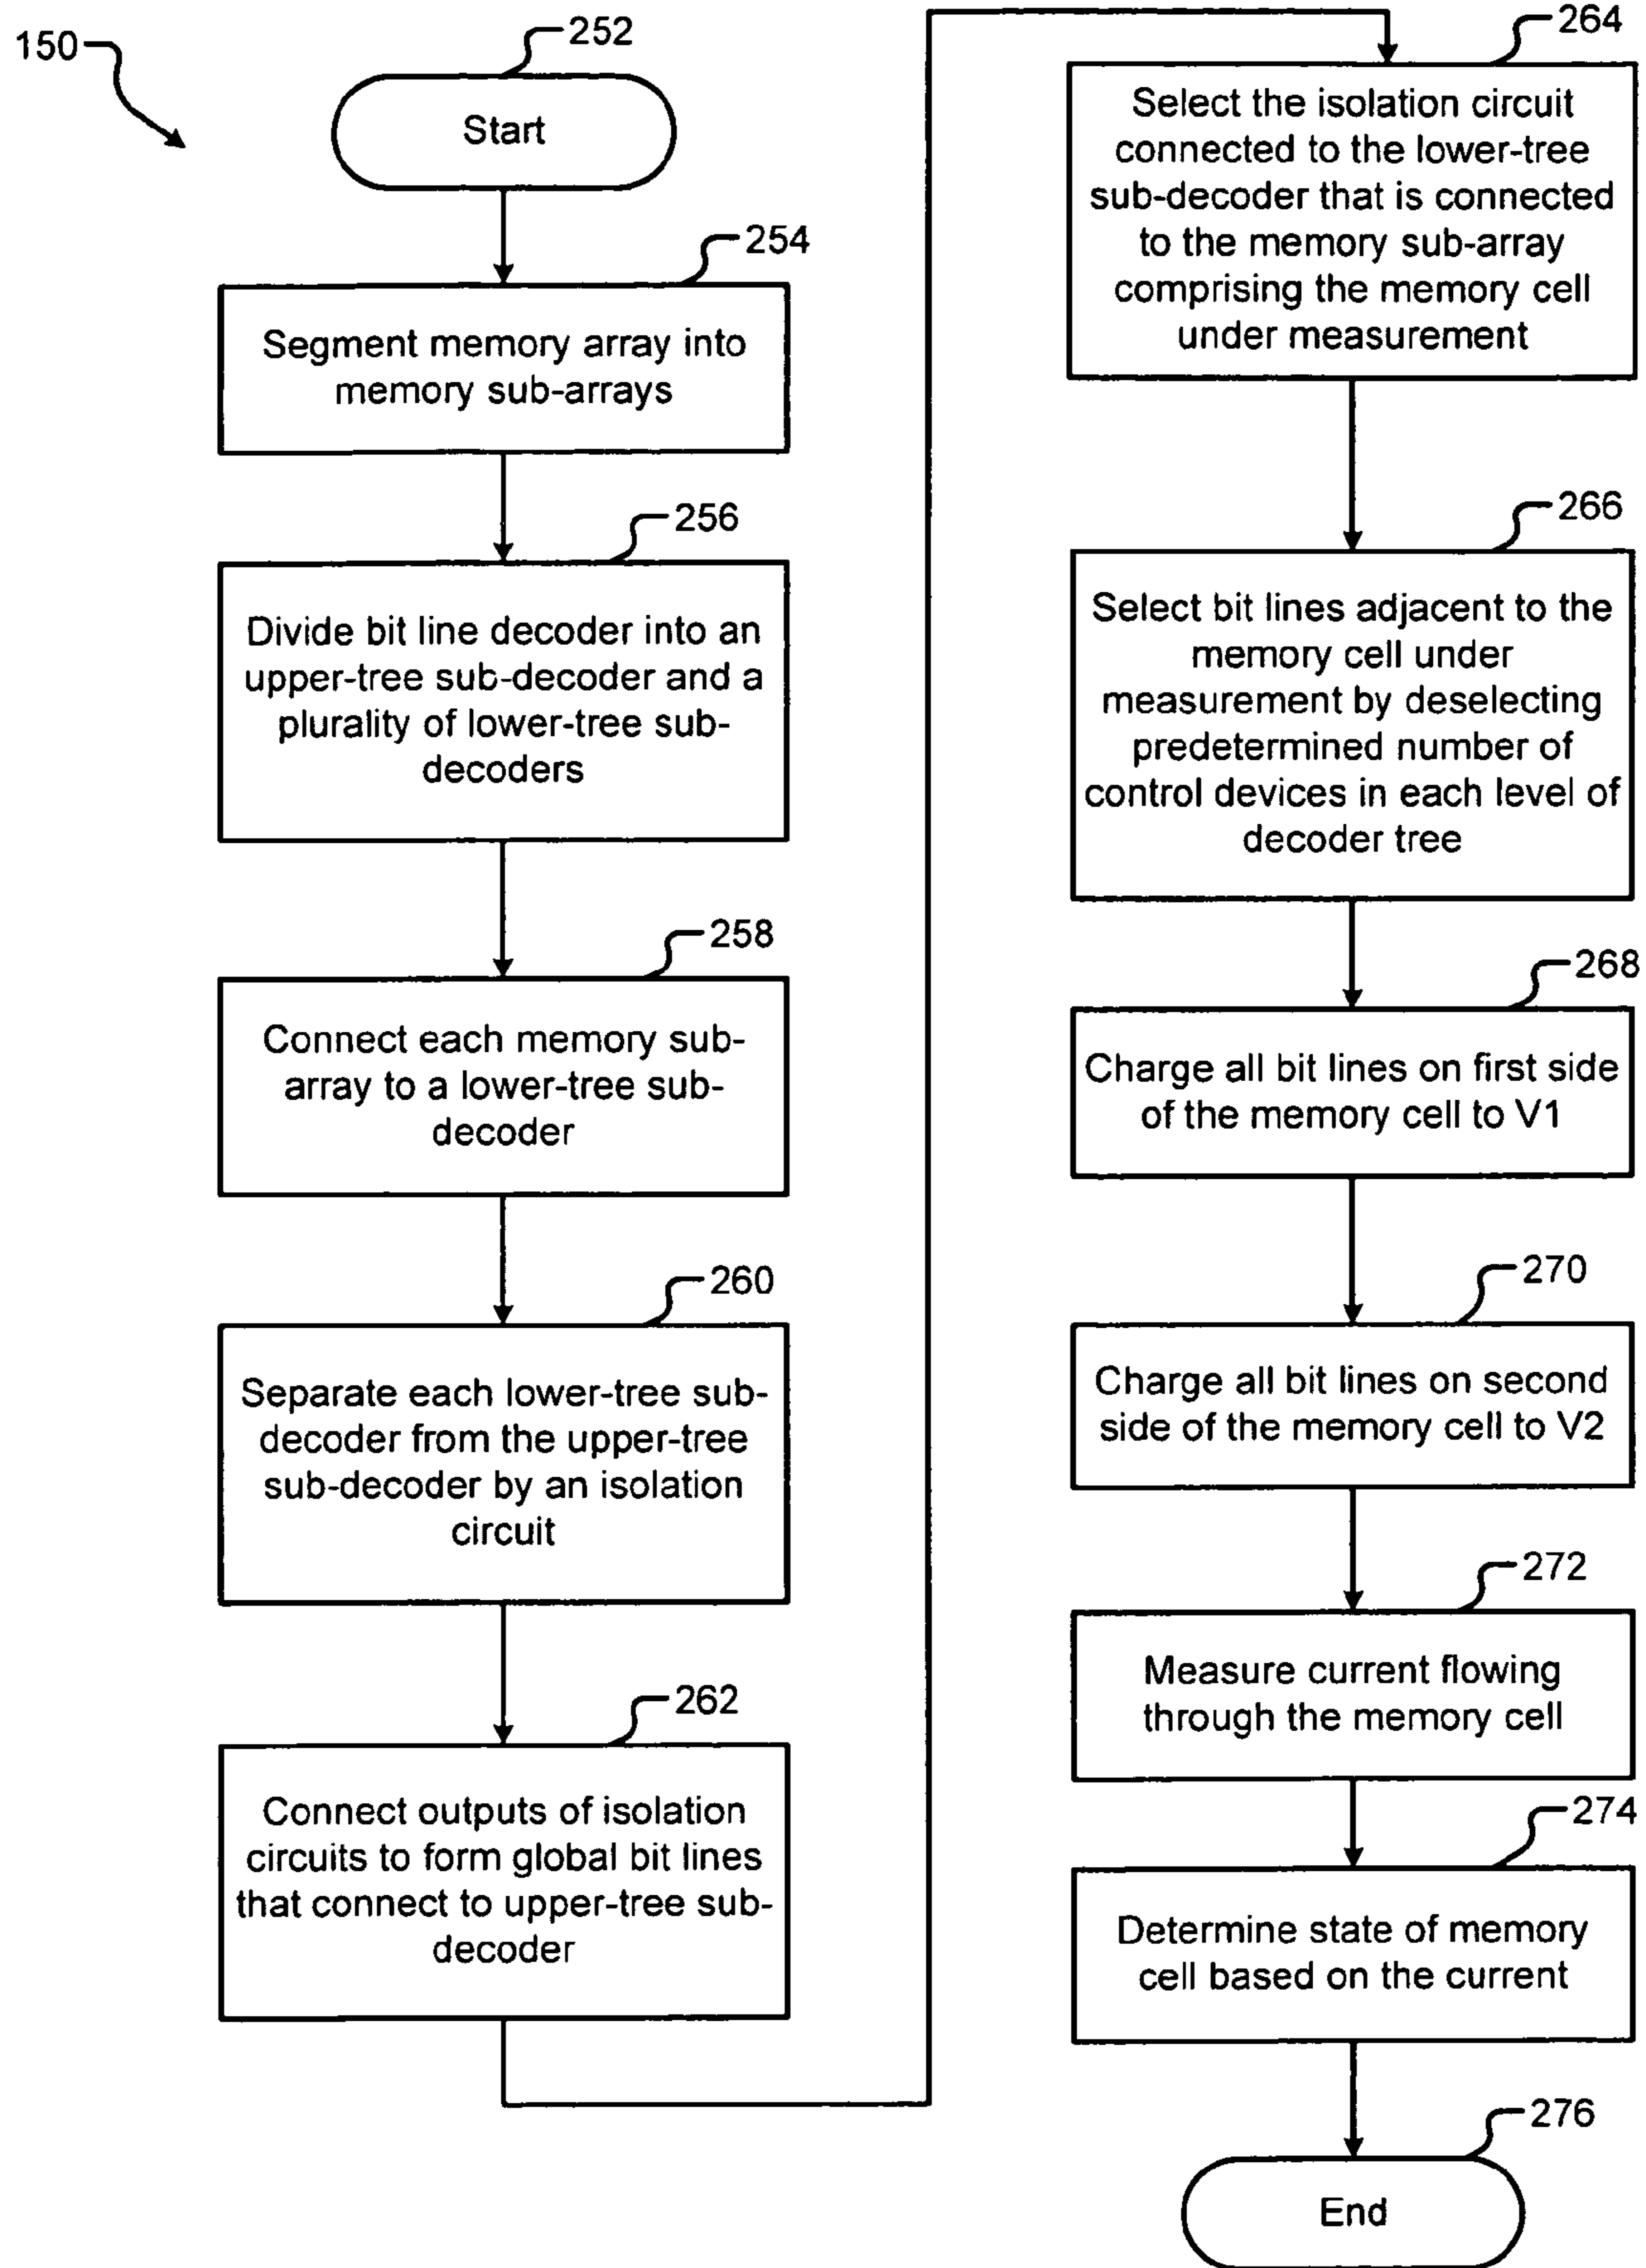 150
252
Start
254
Segment memory array into
memory sub-arrays
256
Divide bit line decoder into an
upper-tree sub-decoder and a
plurality of lower-tree sub-
decoders
258
Connect each memory sub-
array to a lower-tree sub-
decoder
260
Separate each lower-tree sub-
decoder from the upper-tree
sub-decoder by an isolation
circuit
262
Connect outputs of isolation
circuits to form global bit lines
that connect to upper-tree sub-
decoder
264
Select the isolation circuit
connected to the lower-tree
sub-decoder that is connected
to the memory sub-array
comprising the memory cell
under measurement
266
Select bit lines adjacent to the
memory cell under
measurement by deselecting
predetermined number of
control devices in each level of
decoder tree
268
Charge all bit lines on first side
of the memory cell to V1
270
Charge all bit lines on second
side of the memory cell to V2
272
Measure current flowing
through the memory cell
274
Determine state of memory
cell based on the current
276
End